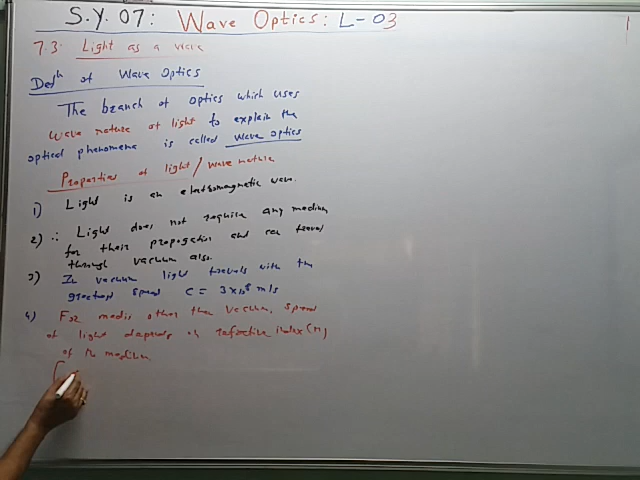 S.Y. 07: Wave Optics: L-03
7.3: Light as a wave
Defn of Wave Optics
The branch of optics which uses
wave nature of light to explain the
optical phenomena is called wave optics
Properties of light / wave nature
1) Light is an electromagnetic wave.
2) ∴ Light does not require any medium
for their propogation and can travel
through vacuum also.
3) In vacuum light travels with the
greatest speed c = 3x10⁸ m/s
4) For media other than vacuum, speed
of light depends on refractive index (n)
of the medium
(